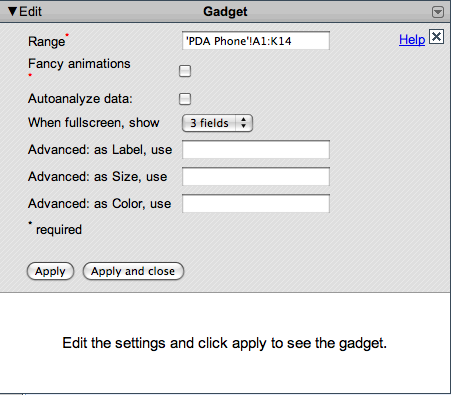 ▼Edit Gadget
Range* 'PDA Phone'!A1:K14 Help
Fancy animations
*
Autoanalyze data:
When fullscreen, show 3 fields
Advanced: as Label, use
Advanced: as Size, use
Advanced: as Color, use
* required
Apply Apply and close
Edit the settings and click apply to see the gadget.